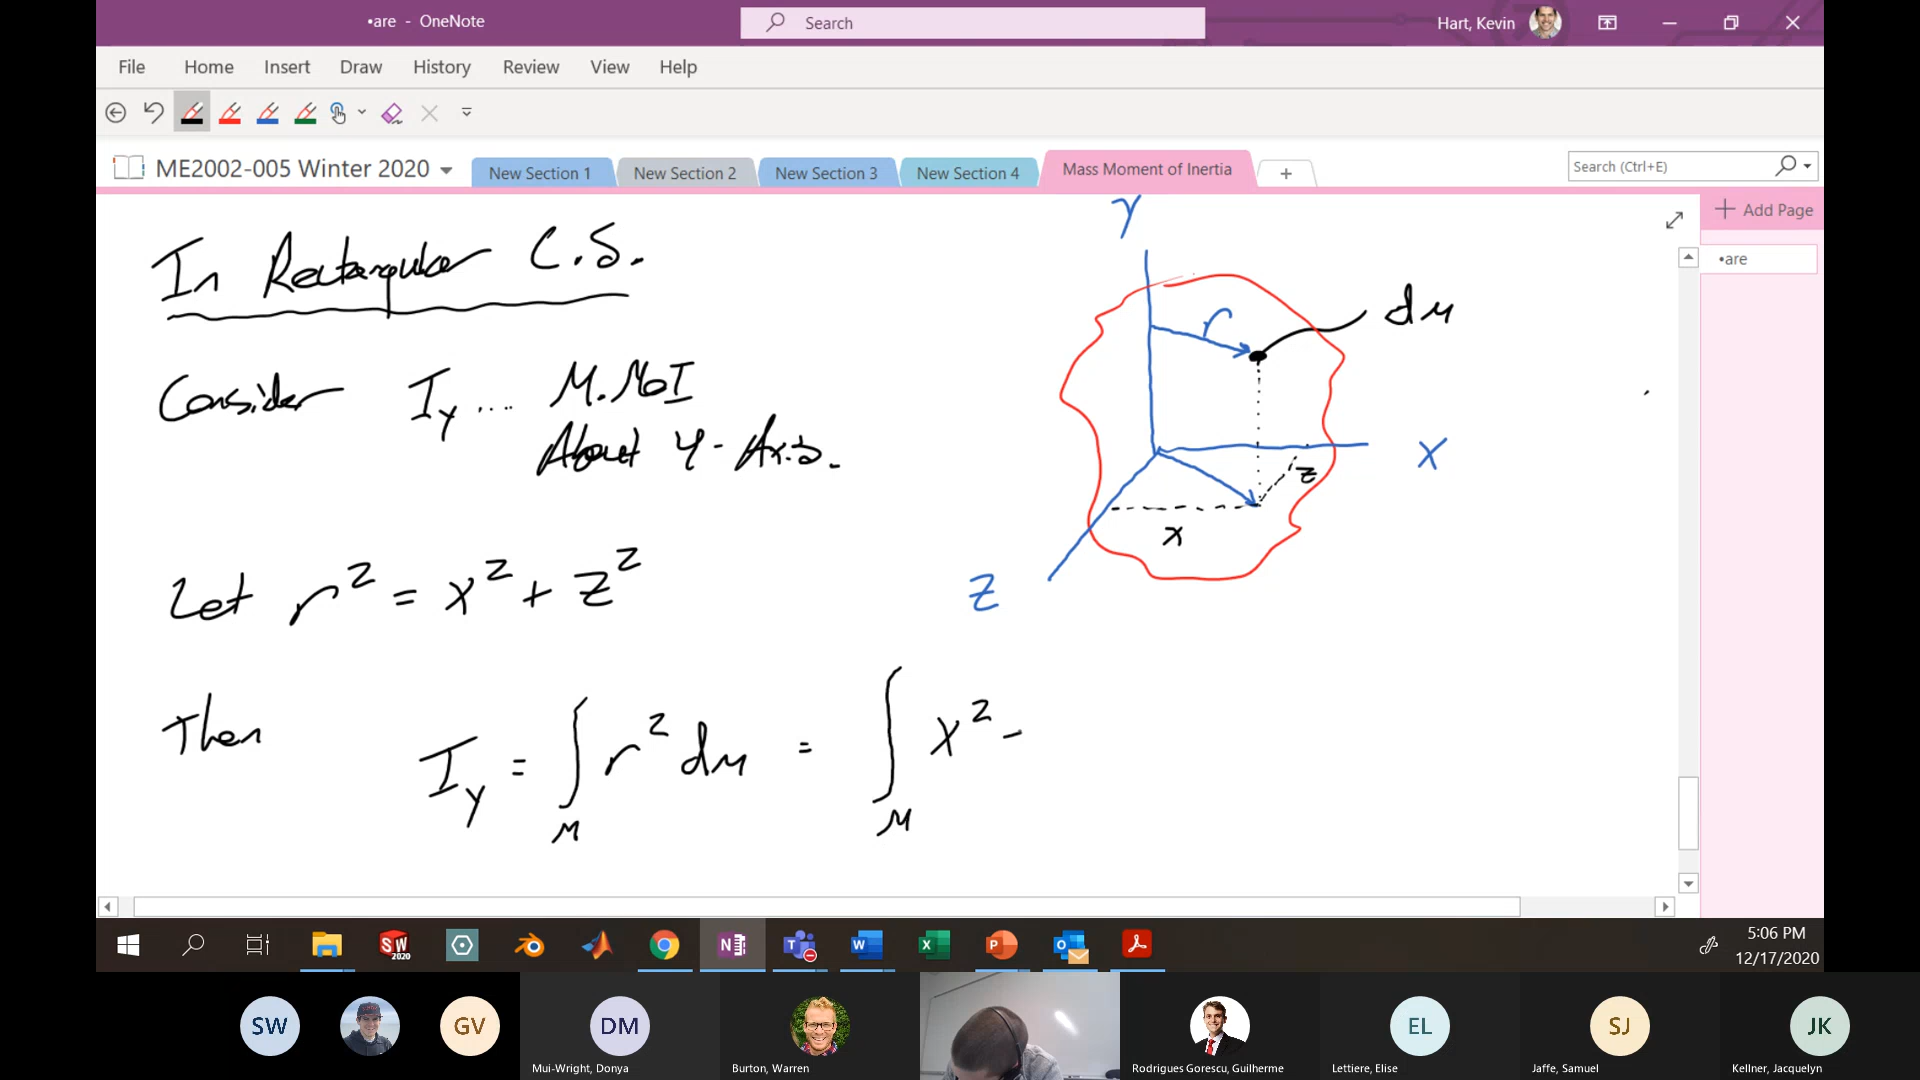 •are - OneNote
Search
Hart, Kevin
File Home Insert Draw History Review View Help
ME2002-005 Winter 2020
New Section 1
New Section 2
New Section 3
New Section 4
Mass Moment of Inertia
+
Search (Ctrl+E)
Add Page
•are
In Rectangular C.S.
Consider I_y .... M.MoI
About Y-Axis.
Let r² = x² + z²
Then I_y = ∫_M r² dm = ∫_M x² -
Y
r
dm
X
z
x
Z
N
W
P
SW
2020
5:06 PM
12/17/2020
SW
GV
DM
Mui-Wright, Donya
Burton, Warren
Rodrigues Gorescu, Guilherme
EL
Lettiere, Elise
SJ
Jaffe, Samuel
JK
Kellner, Jacquelyn